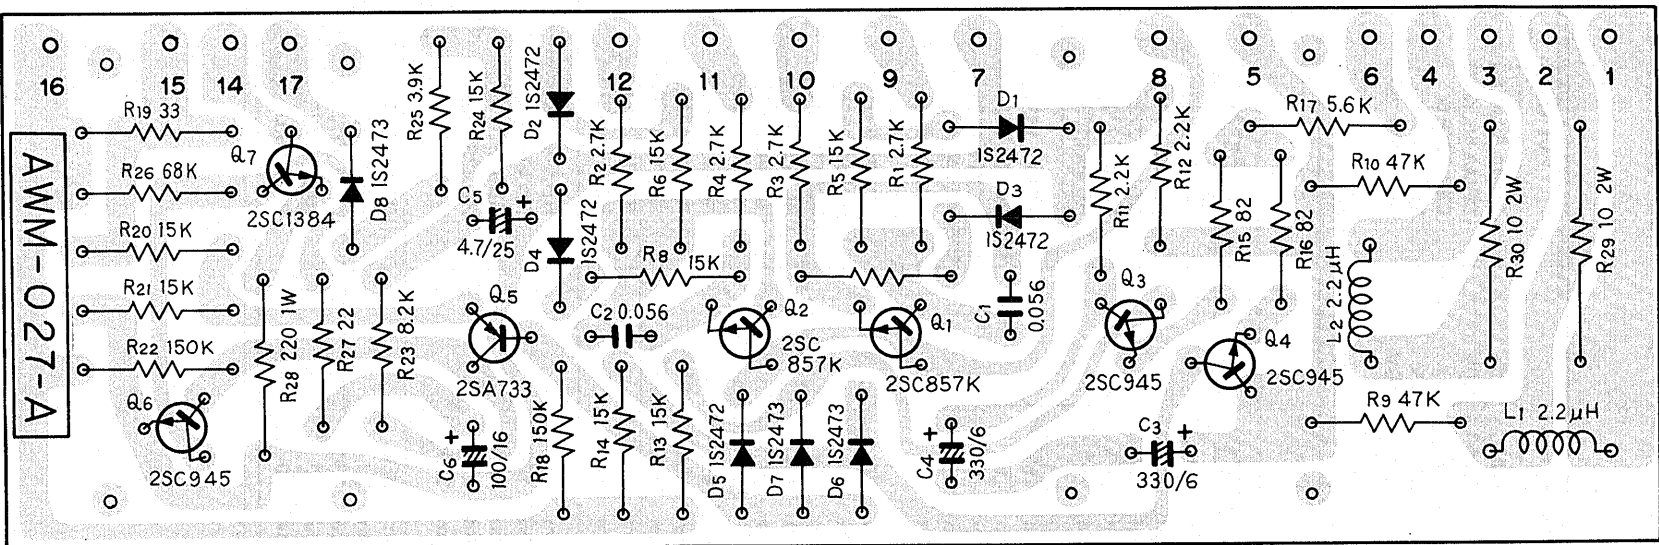 16
15
14
17
12
11
10
9
7
8
5
6
4
3
2
1
AWM-027-A
R19 33
R26 68K
R20 15K
R21 15K
R22 150K
Q6
2SC945
Q7
2SC1384
D8 1S2473
R28 220 1W
R27 22
R23 8.2K
R25 3.9K
R24 15K
D2 1S2472
C5 +
4.7/25
D4 1S2472
Q5
2SA733
C6 + 100/16
R18 150K
R2 2.7K
R6 15K
R4 2.7K
R3 2.7K
R5 15K
R1 2.7K
R8 15K
C2 0.056
R14 15K
R13 15K
Q2
2SC
857K
Q1
2SC857K
D5 1S2472
D7 1S2473
D6 1S2473
D1
1S2472
D3
1S2472
C1 0.056
C4 + 330/6
R11 2.2K
R12 2.2K
Q3
2SC945
C3 +
330/6
Q4
2SC945
R17 5.6K
R10 47K
R15 82
R16 82
L2 2.2μH
R9 47K
R30 10 2W
R29 10 2W
L1 2.2μH